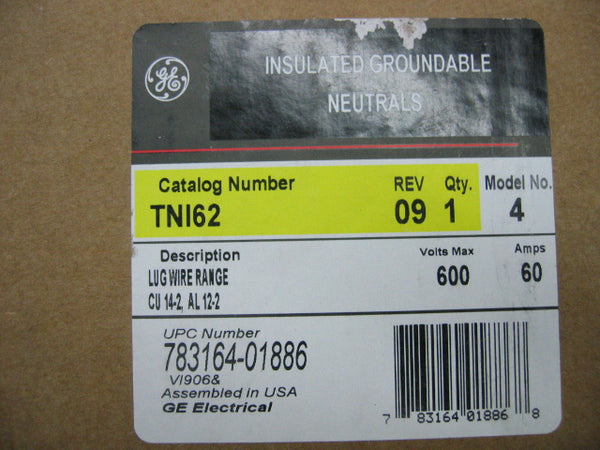 GE
INSULATED GROUNDABLE
NEUTRALS
Catalog Number REV Qty. Model No.
TNI62 09 1 4
Description Volts Max Amps
LUG WIRE RANGE 600 60
CU 14-2, AL 12-2
UPC Number
783164-01886
VI906&
Assembled in USA
GE Electrical
7 83164 01886 8